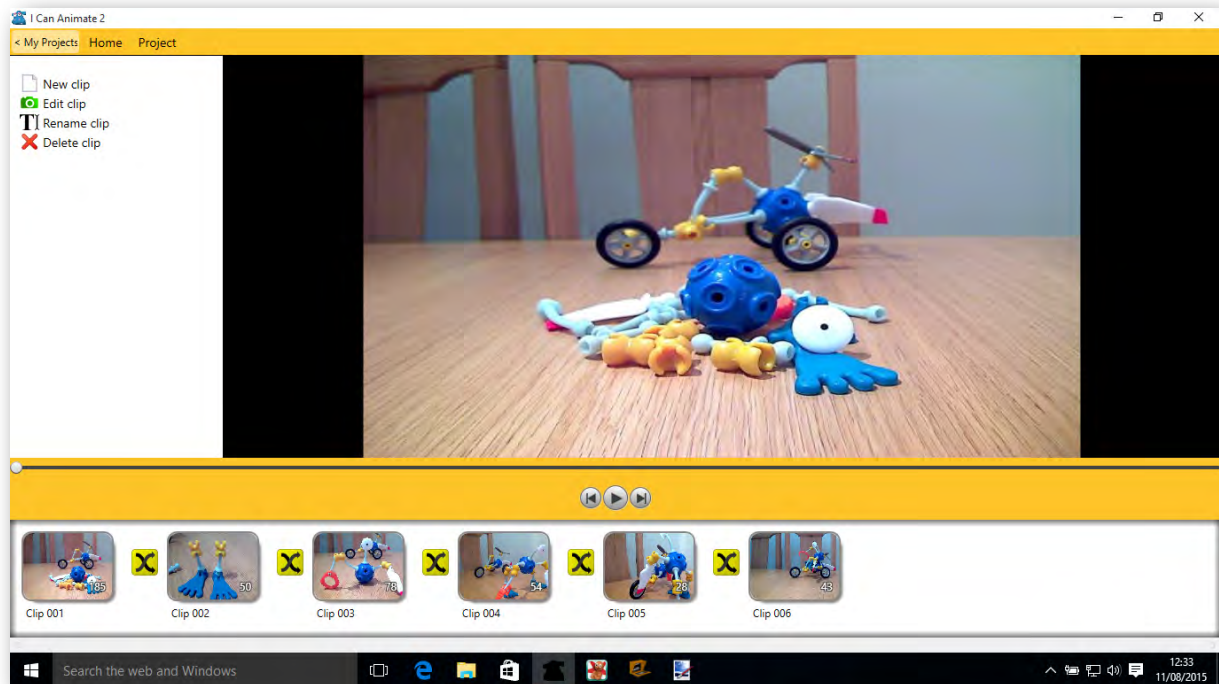 I Can Animate 2
< My Projects Home Project
New clip
Edit clip
Rename clip
Delete clip
185
50
78
54
28
43
Clip 001
Clip 002
Clip 003
Clip 004
Clip 005
Clip 006
Search the web and Windows
12:33
11/08/2015